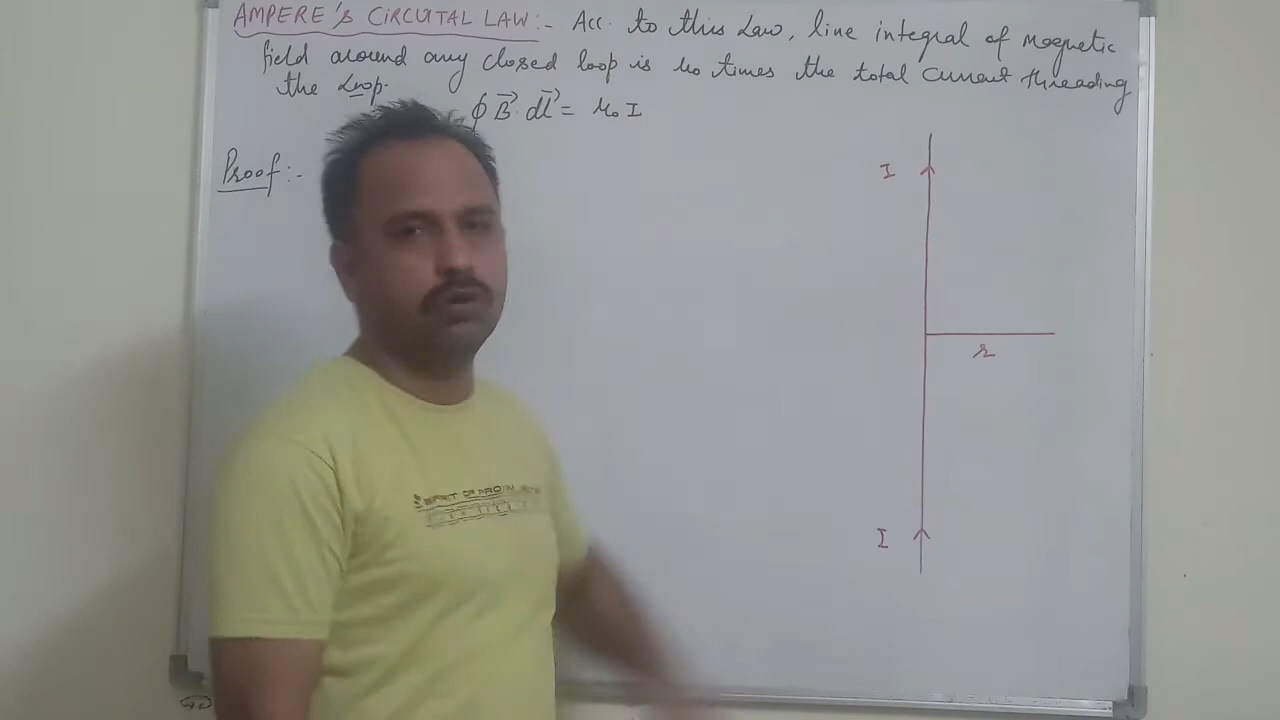 AMPERE's CIRCUITAL LAW:- Acc. to this Law, line integral of Magnetic
field around any closed loop is μ₀ times the total current threading
the Loop.
∮ B⃗. dl⃗ = μ₀ I
Proof:-
I
r
I